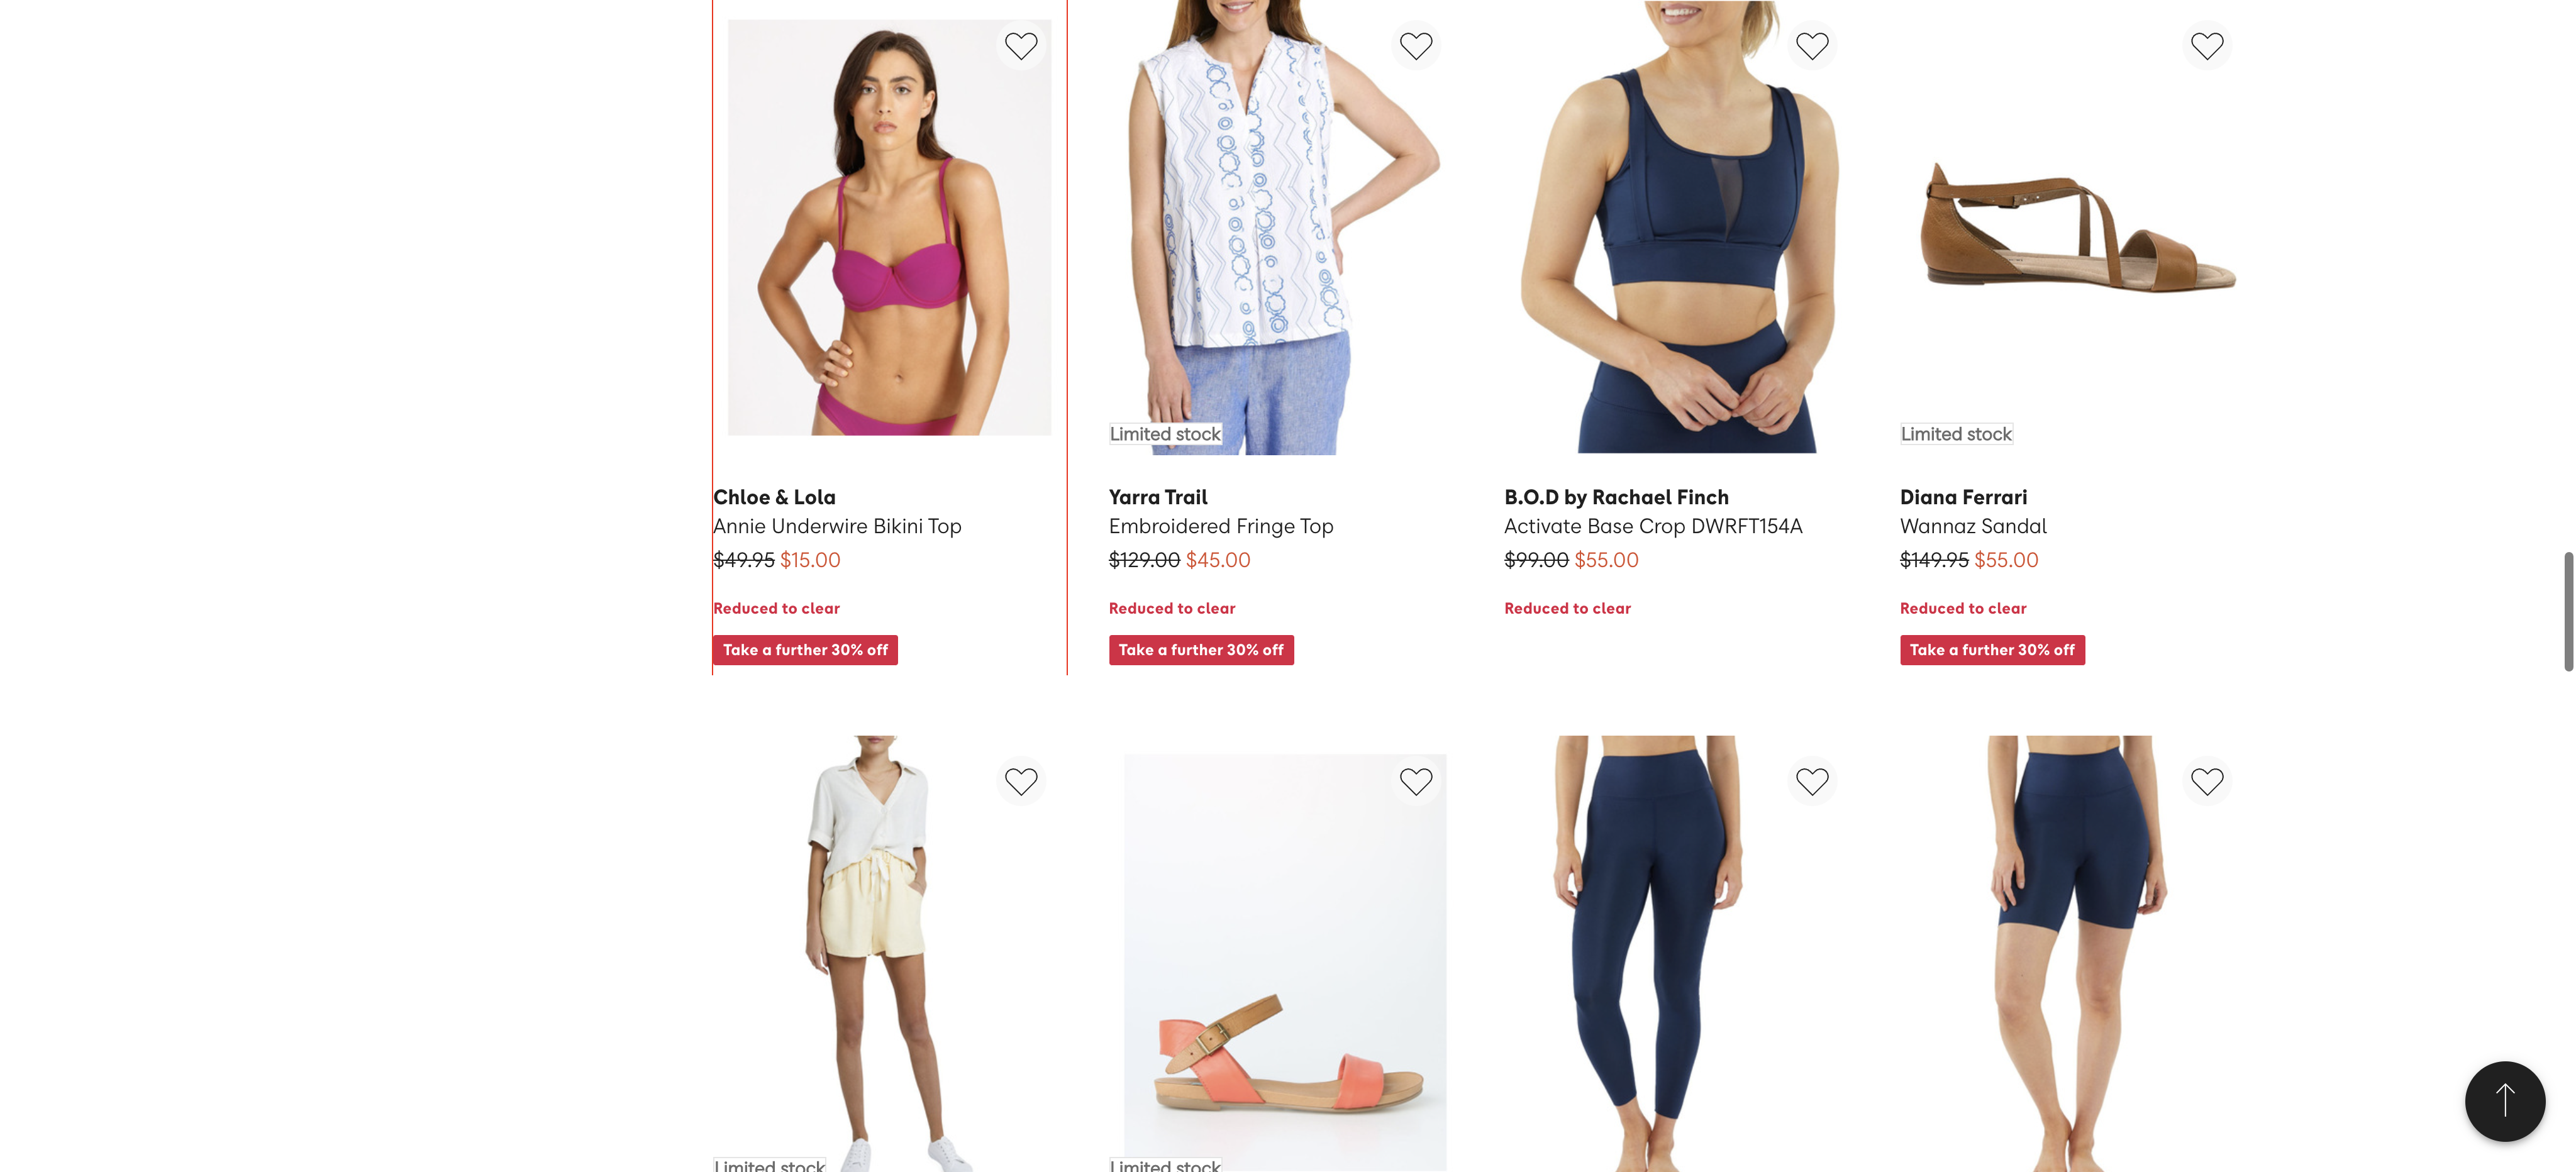 Limited stock
Limited stock
Chloe & Lola
Annie Underwire Bikini Top
$49.95 $15.00
Reduced to clear
Take a further 30% off
Yarra Trail
Embroidered Fringe Top
$129.00 $45.00
Reduced to clear
Take a further 30% off
B.O.D by Rachael Finch
Activate Base Crop DWRFT154A
$99.00 $55.00
Reduced to clear
Diana Ferrari
Wannaz Sandal
$149.95 $55.00
Reduced to clear
Take a further 30% off
Limited stock
Limited stock